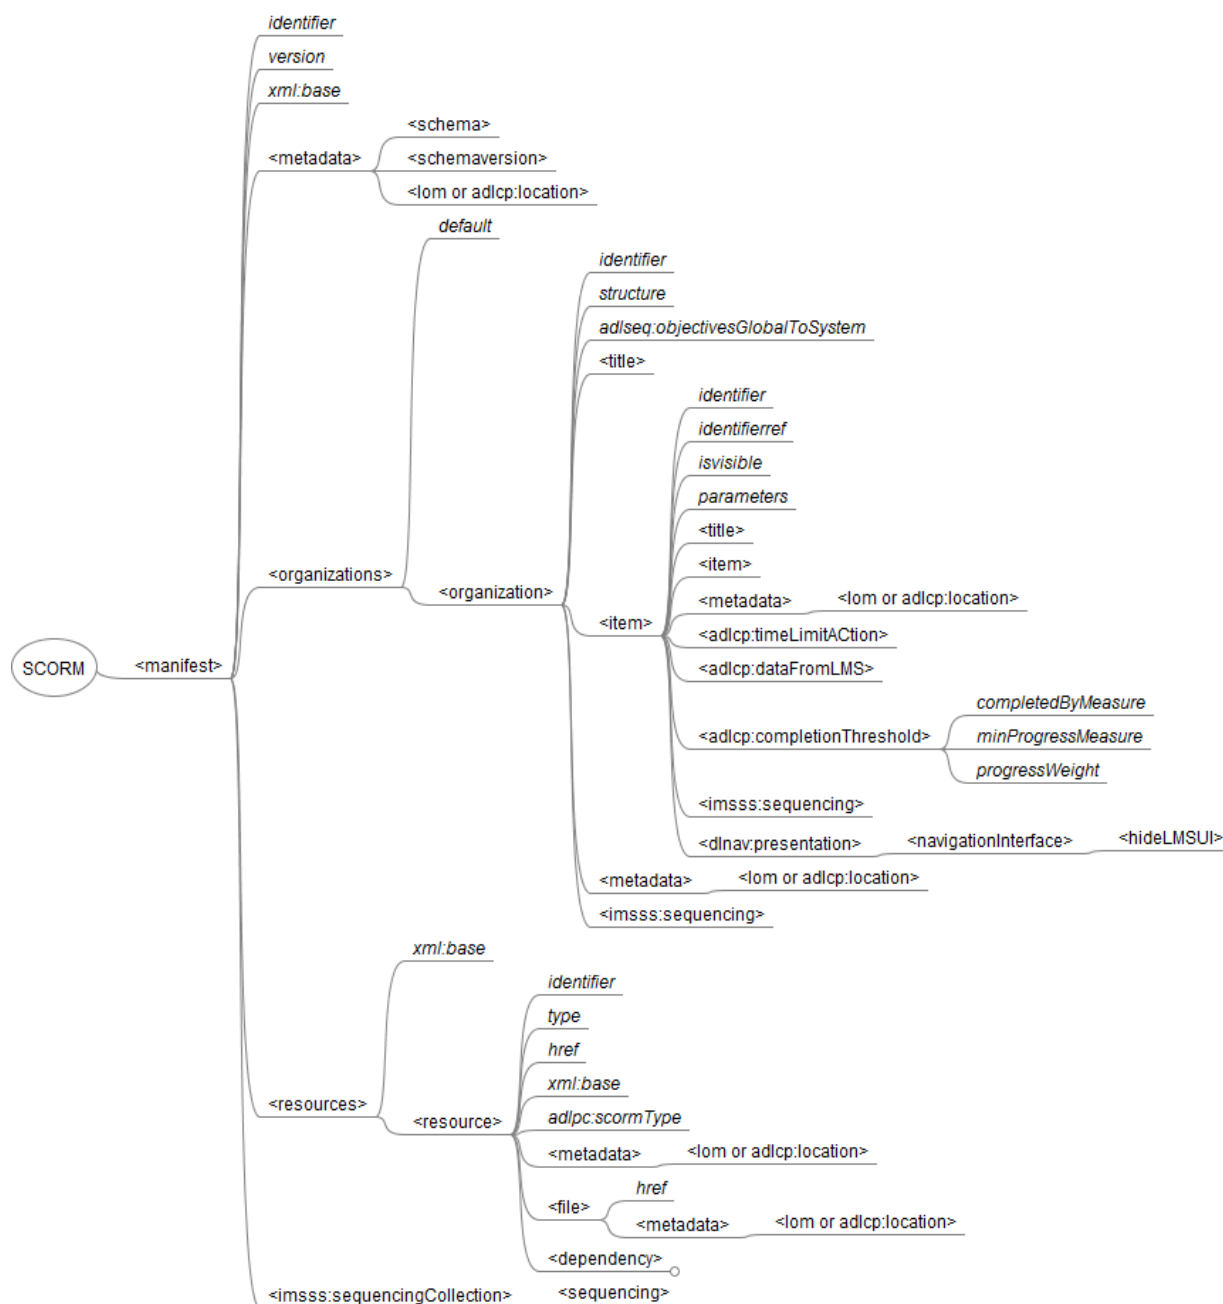 identifier
version
xml:base
<schema>
<metadata>
<schemaversion>
<lom or adlcp:location>
default
identifier
structure
adlseq:objectivesGlobalToSystem
<title>
identifier
identifierref
isvisible
parameters
<title>
<item>
<organizations>
<organization>
<metadata>
<lom or adlcp:location>
<item>
<adlcp:timeLimitACtion>
SCORM
<manifest>
<adlcp:dataFromLMS>
completedByMeasure
<adlcp:completionThreshold>
minProgressMeasure
progressWeight
<imsss:sequencing>
<dlnav:presentation>
<navigationInterface>
<hideLMSUI>
<metadata>
<lom or adlcp:location>
<imsss:sequencing>
xml:base
identifier
type
href
xml:base
<resources>
<resource>
adlpc:scormType
<metadata>
<lom or adlcp:location>
href
<file>
<metadata>
<lom or adlcp:location>
<dependency>
<imsss:sequencingCollection>
<sequencing>